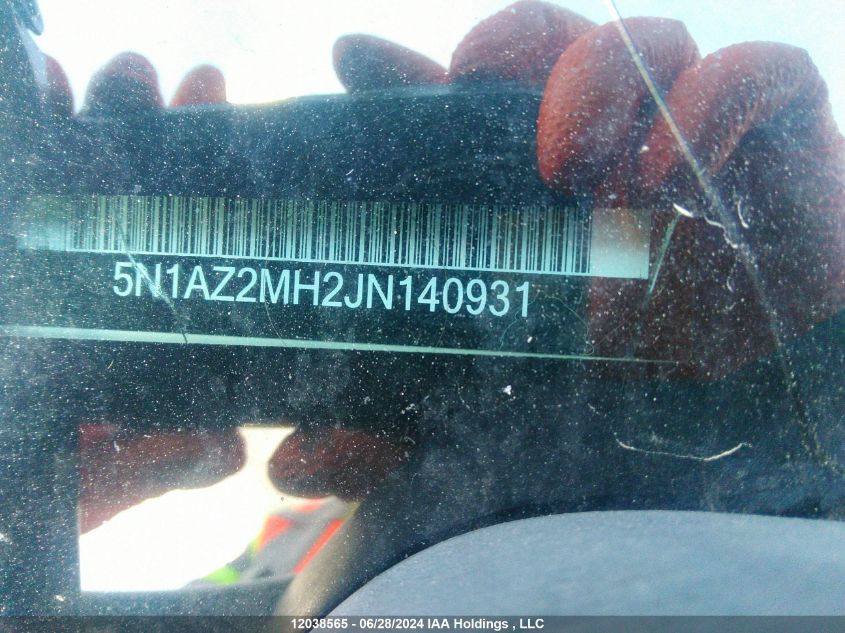 5N1AZ2MH2JN140931
12038565 - 06/28/2024 IAA Holdings , LLC